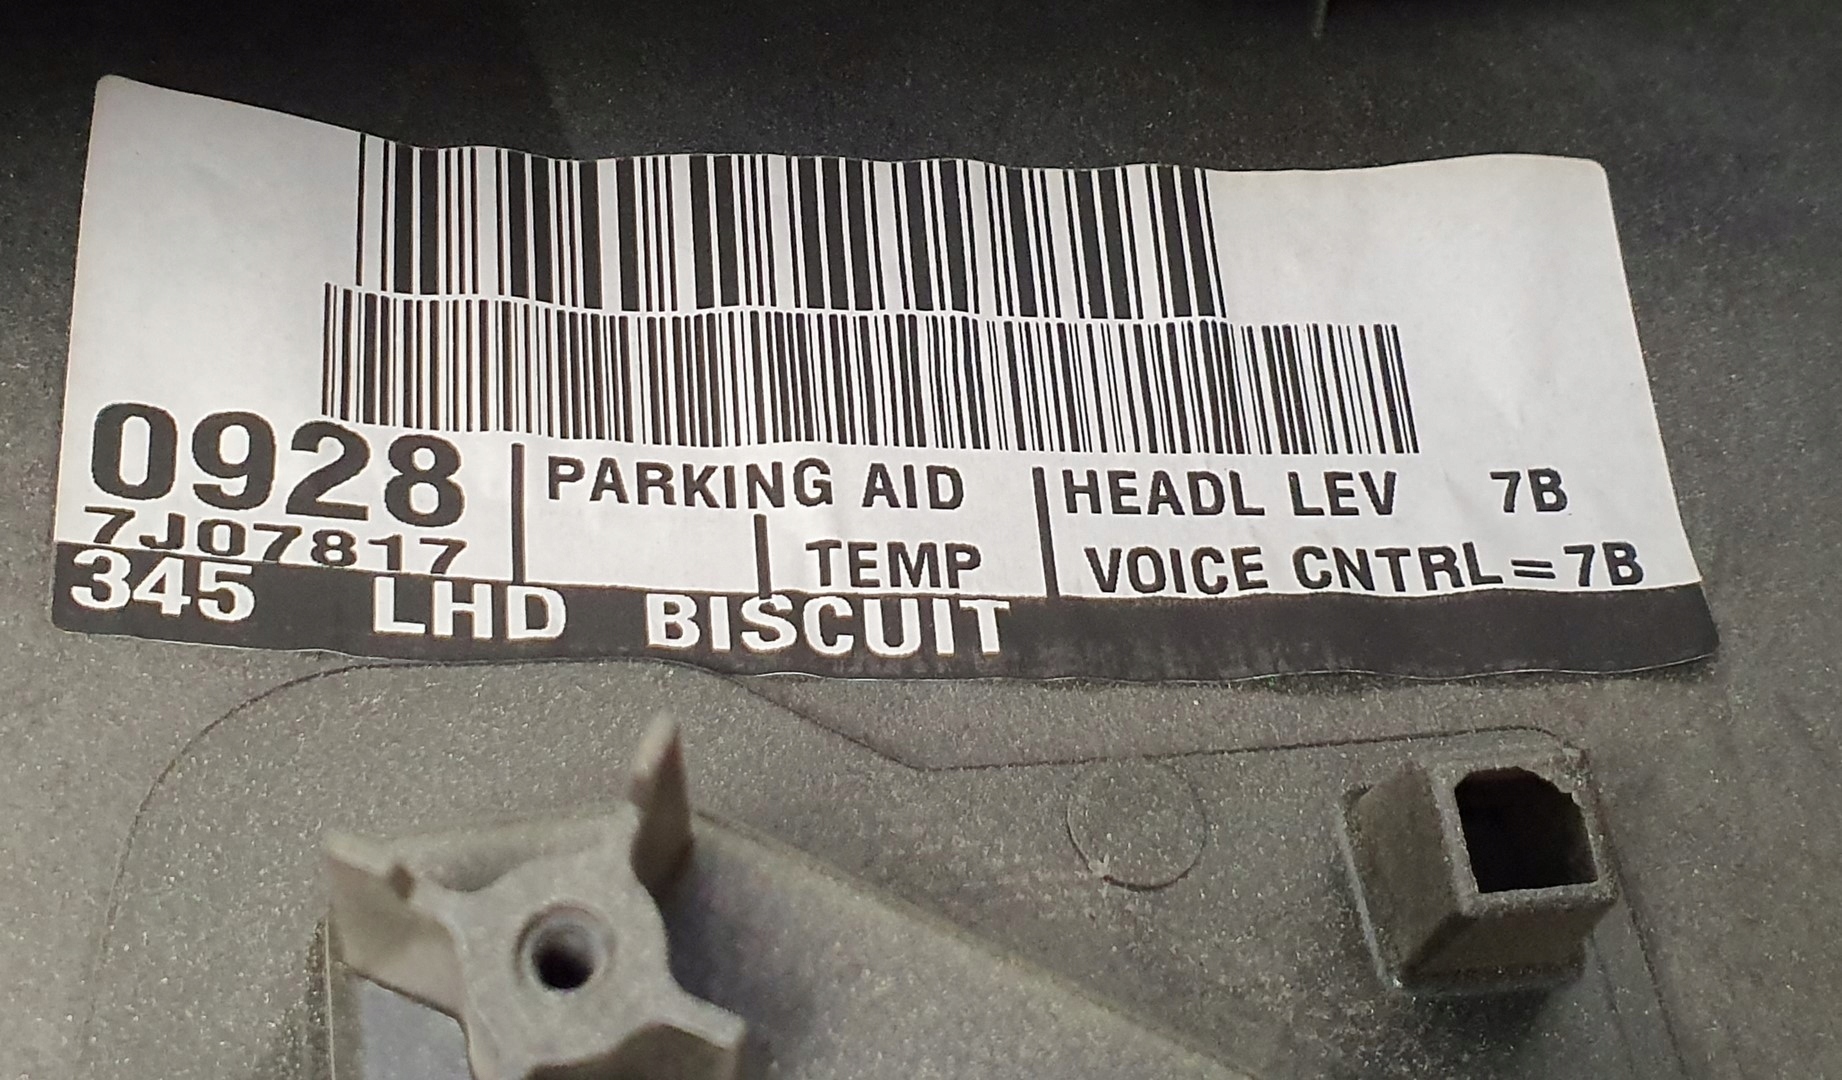 0928 PARKING AID HEADL LEV 7B
7J07817 TEMP VOICE CNTRL=7B
345 LHD BISCUIT